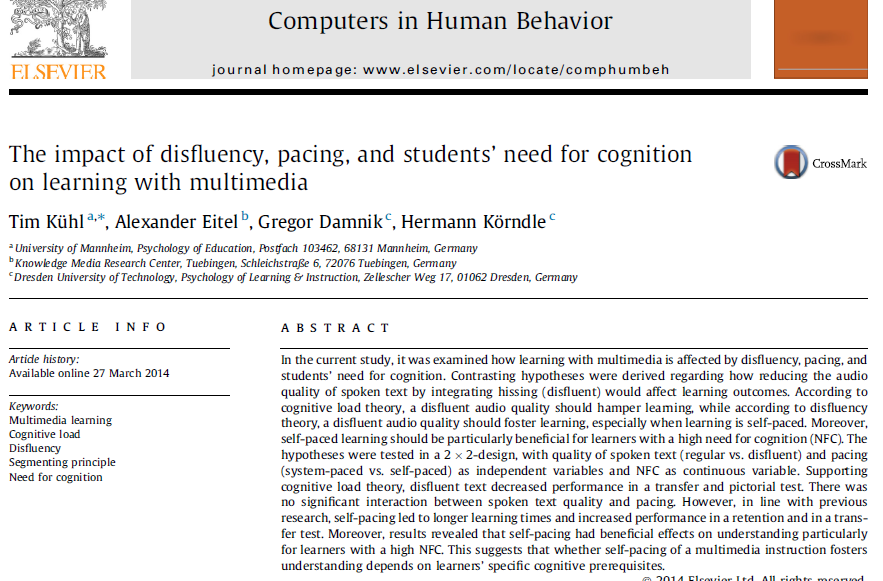 Computers in Human Behavior
ELSEVIER
journal homepage: www.elsevier.com/locate/comphumbeh
The impact of disfluency, pacing, and students' need for cognition
on learning with multimedia
CrossMark
Tim Kühl a,*, Alexander Eitel b, Gregor Damnik c, Hermann Körndle c
a University of Mannheim, Psychology of Education, Postfach 103462, 68131 Mannheim, Germany
b Knowledge Media Research Center, Tuebingen, Schleichstraße 6, 72076 Tuebingen, Germany
c Dresden University of Technology, Psychology of Learning & Instruction, Zellescher Weg 17, 01062 Dresden, Germany
ARTICLE INFO
Article history:
Available online 27 March 2014
Keywords:
Multimedia learning
Cognitive load
Disfluency
Segmenting principle
Need for cognition
ABSTRACT
In the current study, it was examined how learning with multimedia is affected by disfluency, pacing, and
students' need for cognition. Contrasting hypotheses were derived regarding how reducing the audio
quality of spoken text by integrating hissing (disfluent) would affect learning outcomes. According to
cognitive load theory, a disfluent audio quality should hamper learning, while according to disfluency
theory, a disfluent audio quality should foster learning, especially when learning is self-paced. Moreover,
self-paced learning should be particularly beneficial for learners with a high need for cognition (NFC). The
hypotheses were tested in a 2 × 2-design, with quality of spoken text (regular vs. disfluent) and pacing
(system-paced vs. self-paced) as independent variables and NFC as continuous variable. Supporting
cognitive load theory, disfluent text decreased performance in a transfer and pictorial test. There was
no significant interaction between spoken text quality and pacing. However, in line with previous
research, self-pacing led to longer learning times and increased performance in a retention and in a trans-
fer test. Moreover, results revealed that self-pacing had beneficial effects on understanding particularly
for learners with a high NFC. This suggests that whether self-pacing of a multimedia instruction fosters
understanding depends on learners' specific cognitive prerequisites.
© 2014 Elsevier Ltd. All rights reserved.